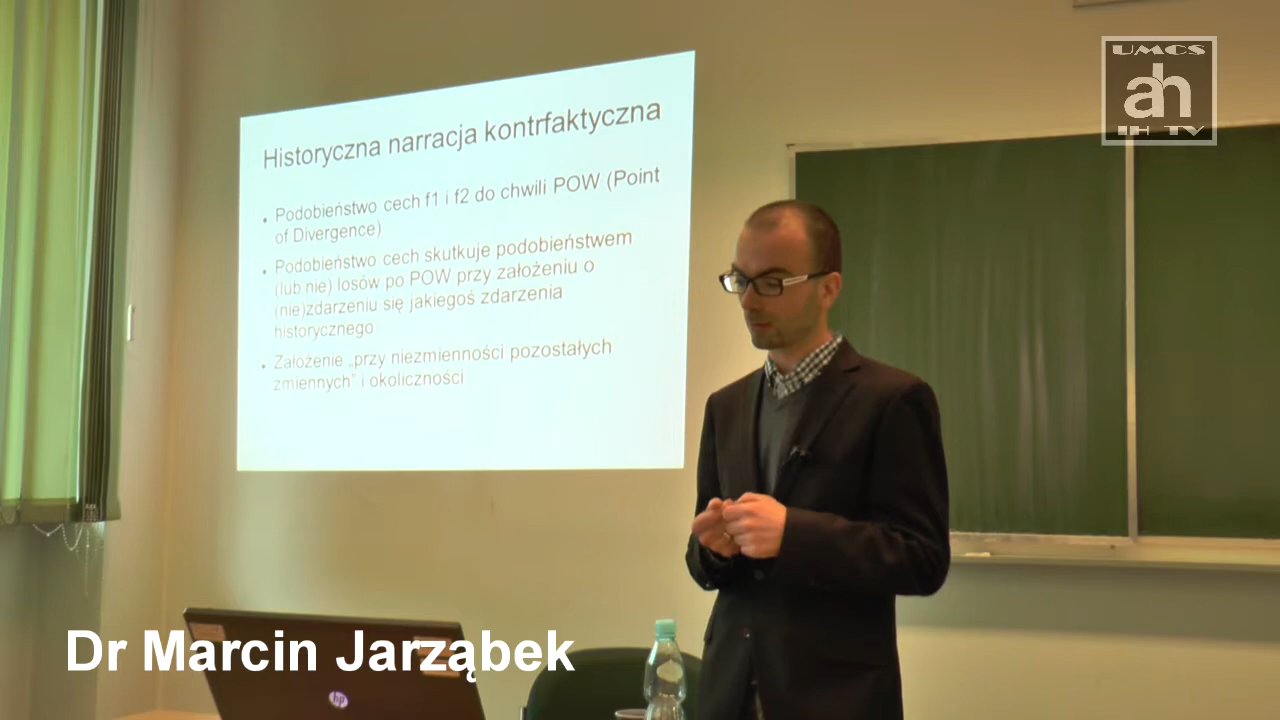 UMCS
ah
IH TV
Historyczna narracja kontrfaktyczna
Podobieństwo cech f1 i f2 do chwili POW (Point
of Divergence)
Podobieństwo cech skutkuje podobieństwem
(lub nie) losów po POW przy założeniu o
(nie)zdarzeniu się jakiegoś zdarzenia
historycznego
Założenie „przy niezmienności pozostałych
zmiennych” i okoliczności
Dr Marcin Jarząbek
hp